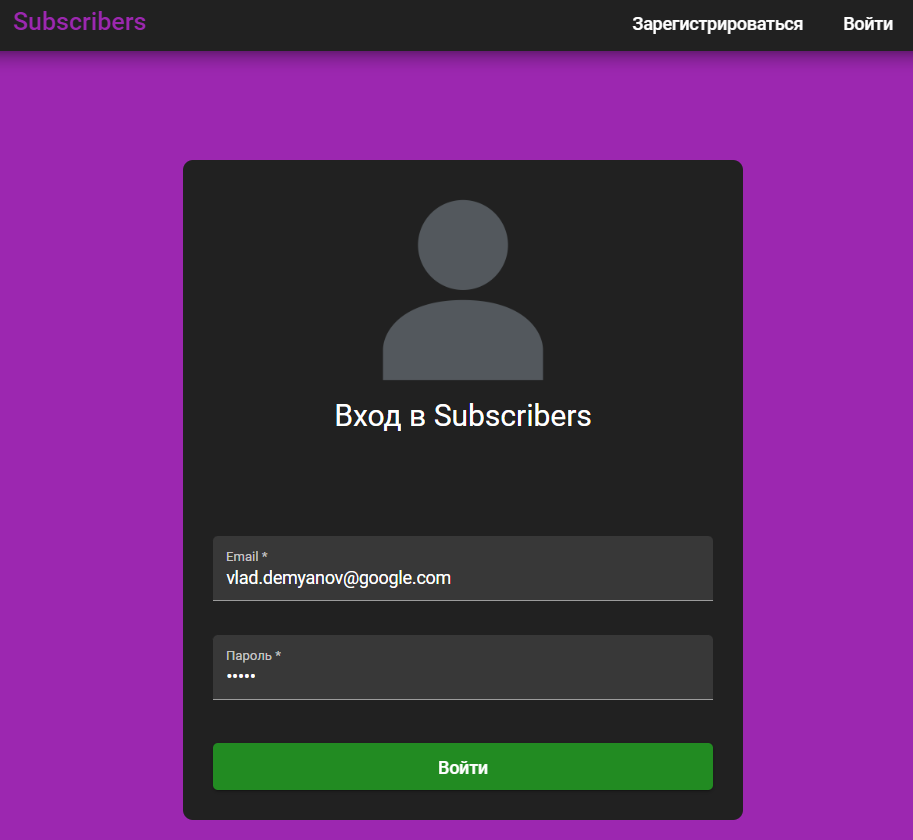 Subscribers
Зарегистрироваться
Войти
Вход в Subscribers
Email *
vlad.demyanov@google.com
Пароль *
•••••
Войти